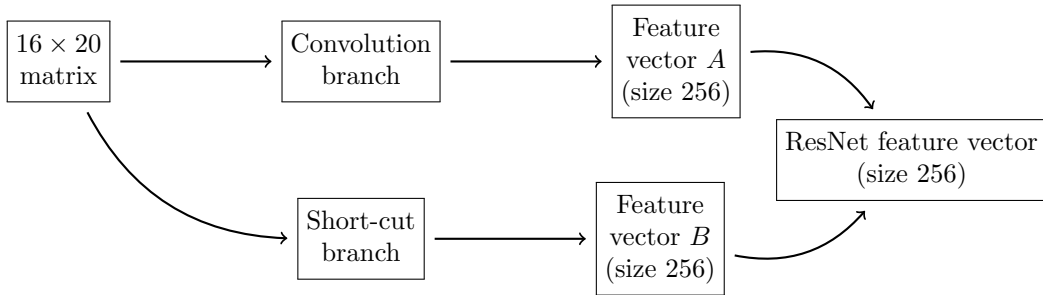 16 × 20
matrix
Convolution
branch
Feature
vector A
(size 256)
ResNet feature vector
(size 256)
Short-cut
branch
Feature
vector B
(size 256)